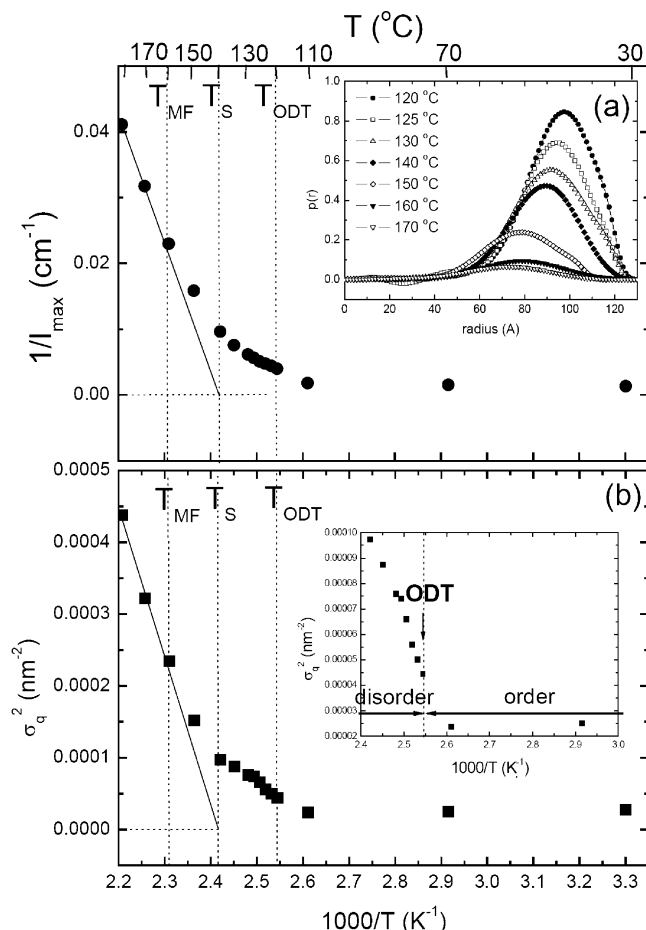 T (°C)
170 150 130 110 70 30
T_MF T_S T_ODT
(a)
120 °C
125 °C
130 °C
140 °C
150 °C
160 °C
170 °C
1.0
0.8
0.6
0.4
0.2
0.0
p(r)
0 20 40 60 80 100 120
radius (A)
0.04
0.02
0.00
1/I_max (cm⁻¹)
T_MF T_S T_ODT
(b)
0.0005
0.0004
0.0003
0.0002
0.0001
0.0000
σ_q² (nm⁻²)
0.00010
0.00009
0.00008
0.00007
0.00006
0.00005
0.00004
0.00003
0.00002
σ_q² (nm⁻²)
ODT
disorder order
2.4 2.5 2.6 2.7 2.8 2.9 3.0
1000/T (K⁻¹)
2.2 2.3 2.4 2.5 2.6 2.7 2.8 2.9 3.0 3.1 3.2 3.3
1000/T (K⁻¹)